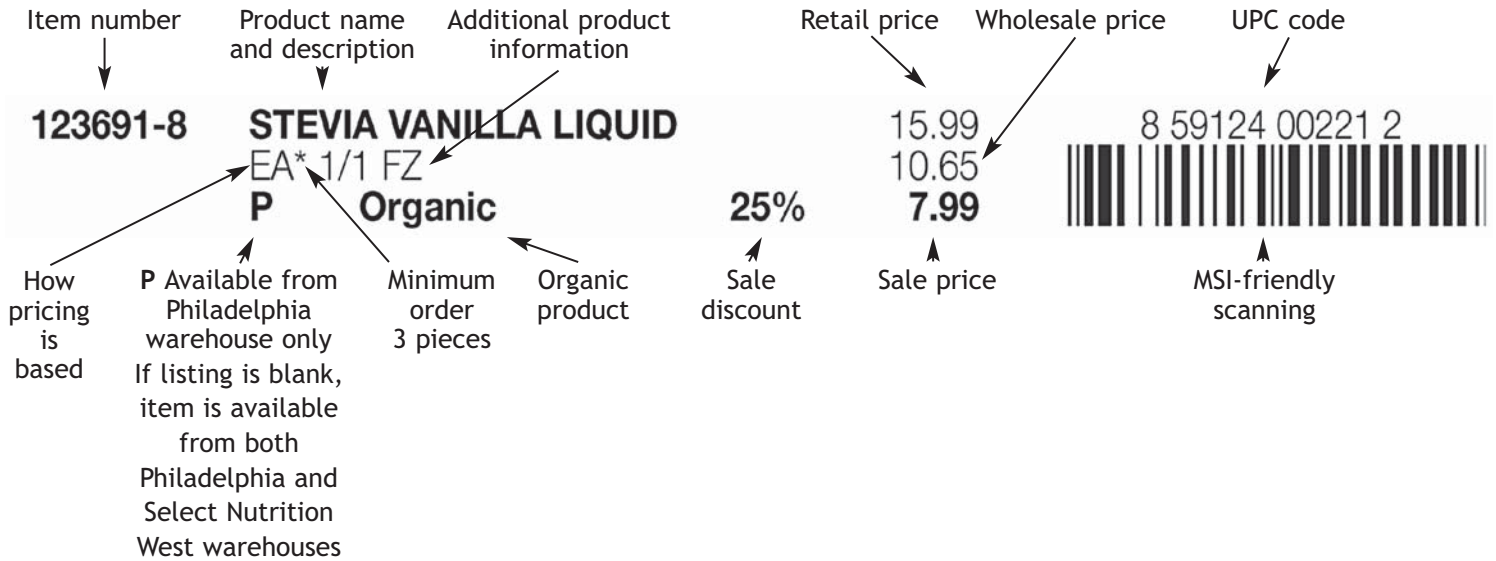 Item number
Product name
and description
Additional product
information
Retail price
Wholesale price
UPC code
123691-8
STEVIA VANILLA LIQUID
15.99
8 59124 00221 2
EA* 1/1 FZ
10.65
P
Organic
25%
7.99
How
pricing
is
based
P Available from
Philadelphia
warehouse only
If listing is blank,
item is available
from both
Philadelphia and
Select Nutrition
West warehouses
Minimum
order
3 pieces
Organic
product
Sale
discount
Sale price
MSI-friendly
scanning